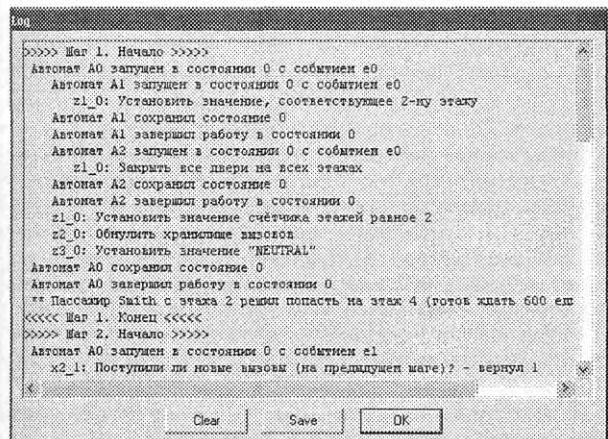 Log
>>>>> Шаг 1. Начало >>>>>
Автомат A0 запущен в состоянии 0 с событием e0
Автомат A1 запущен в состоянии 0 с событием e0
z1_0: Установить значение, соответствующее 2-му этажу
Автомат A1 сохранил состояние 0
Автомат A1 завершил работу в состоянии 0
Автомат A2 запущен в состоянии 0 с событием e0
z1_0: Закрыть все двери на всех этажах
Автомат A2 сохранил состояние 0
Автомат A2 завершил работу в состоянии 0
z1_0: Установить значение счётчика этажей равное 2
z2_0: Обнулить хранилище вызовов
z3_0: Установить значение "NEUTRAL"
Автомат A0 сохранил состояние 0
Автомат A0 завершил работу в состоянии 0
** Пассажир Smith с этажа 2 решил попасть на этаж 4 (готов ждать 600 ед
<<<<< Шаг 1. Конец <<<<<
>>>>> Шаг 2. Начало >>>>>
Автомат A0 запущен в состоянии 0 с событием e1
x2_1: Поступили ли новые вызовы (на предыдущем шаге)? - вернул 1
Clear Save OK